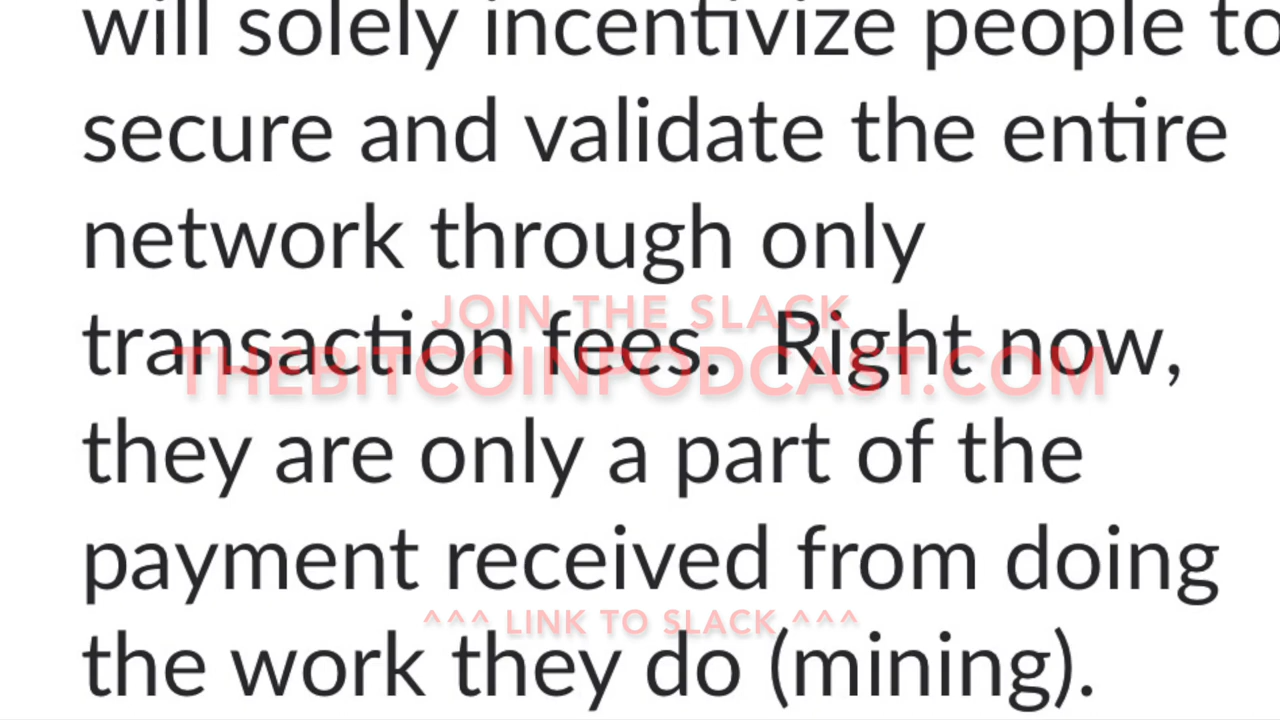 will solely incentivize people to
secure and validate the entire
network through only
JOIN THE SLACK
transaction fees.  Right now,
THEBITCOINPODCAST.COM
they are only a part of the
payment received from doing
^^^ LINK TO SLACK ^^^
the work they do (mining).